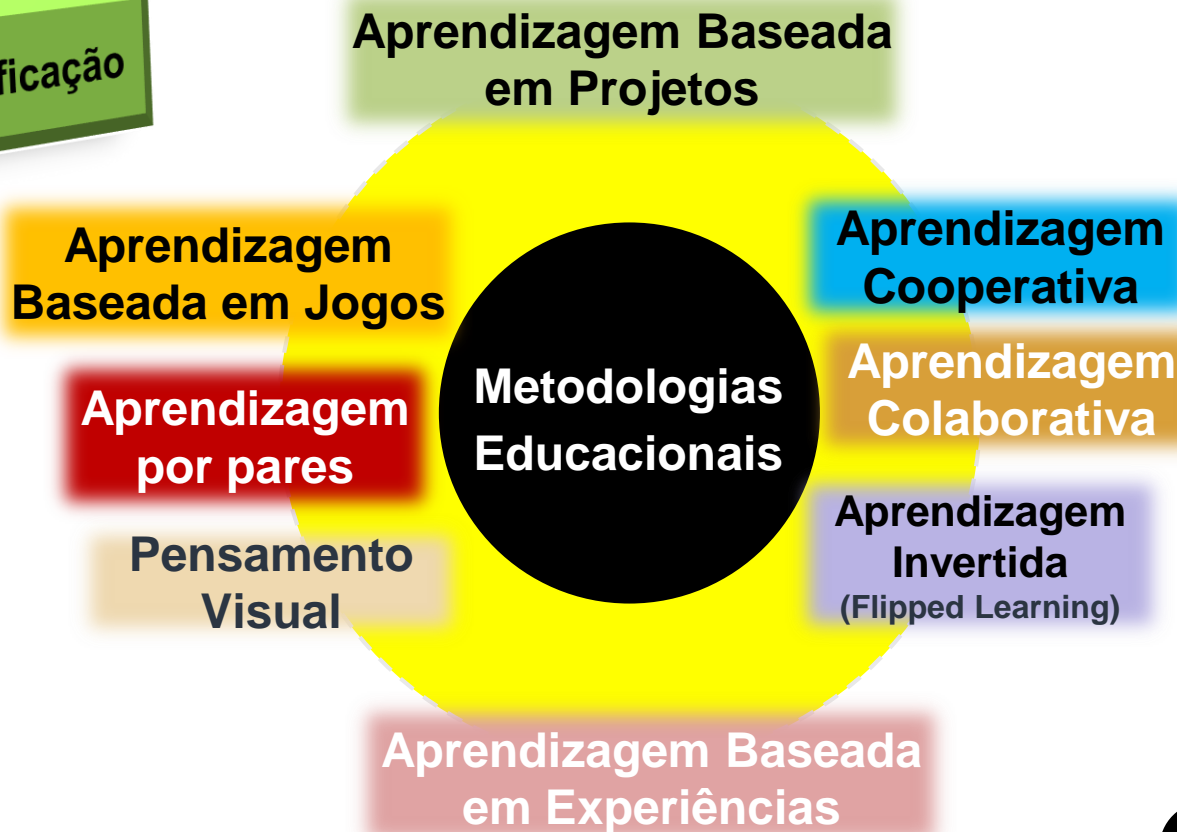 Aprendizagem Baseada
em Projetos
ficação
Aprendizagem
Baseada em Jogos
Aprendizagem
Cooperativa
Aprendizagem
Colaborativa
Metodologias
Educacionais
Aprendizagem
por pares
Aprendizagem
Invertida
(Flipped Learning)
Pensamento
Visual
Aprendizagem Baseada
em Experiências